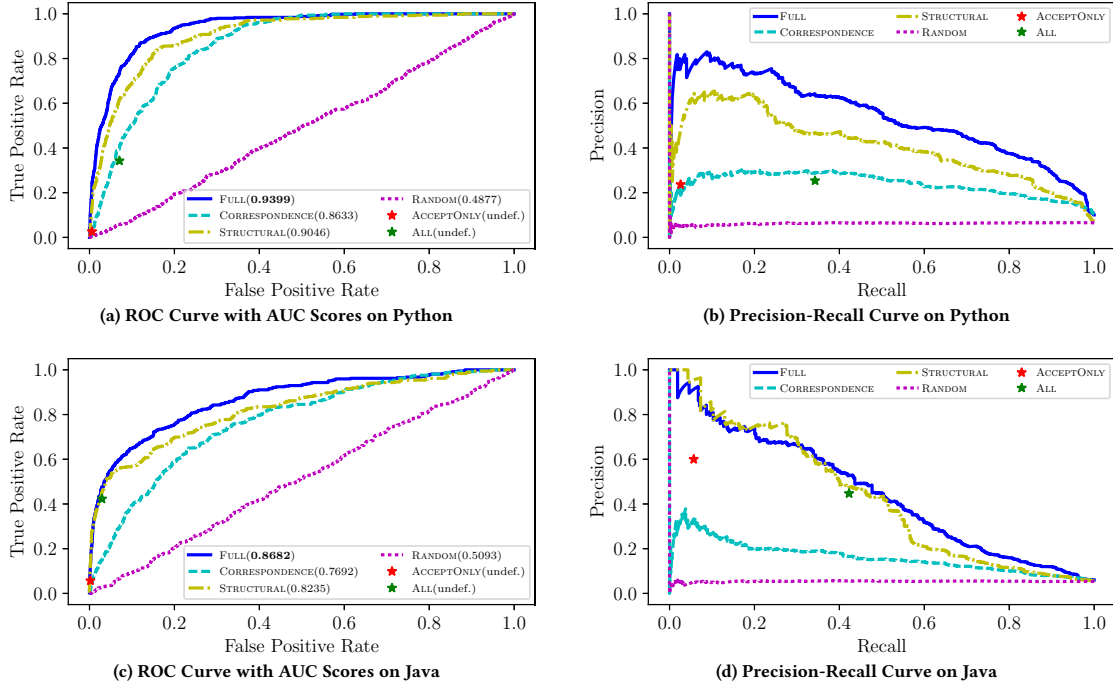 1.0
0.8
0.6
0.4
0.2
0.0
True Positive Rate
FULL(0.9399)
CORRESPONDENCE(0.8633)
STRUCTURAL(0.9046)
RANDOM(0.4877)
ACCEPTONLY(undef.)
ALL(undef.)
0.0 0.2 0.4 0.6 0.8 1.0
False Positive Rate
(a) ROC Curve with AUC Scores on Python
1.0
0.8
0.6
0.4
0.2
0.0
Precision
FULL
CORRESPONDENCE
STRUCTURAL
RANDOM
ACCEPTONLY
ALL
0.0 0.2 0.4 0.6 0.8 1.0
Recall
(b) Precision-Recall Curve on Python
1.0
0.8
0.6
0.4
0.2
0.0
True Positive Rate
FULL(0.8682)
CORRESPONDENCE(0.7692)
STRUCTURAL(0.8235)
RANDOM(0.5093)
ACCEPTONLY(undef.)
ALL(undef.)
0.0 0.2 0.4 0.6 0.8 1.0
False Positive Rate
(c) ROC Curve with AUC Scores on Java
1.0
0.8
0.6
0.4
0.2
0.0
Precision
FULL
CORRESPONDENCE
STRUCTURAL
RANDOM
ACCEPTONLY
ALL
0.0 0.2 0.4 0.6 0.8 1.0
Recall
(d) Precision-Recall Curve on Java